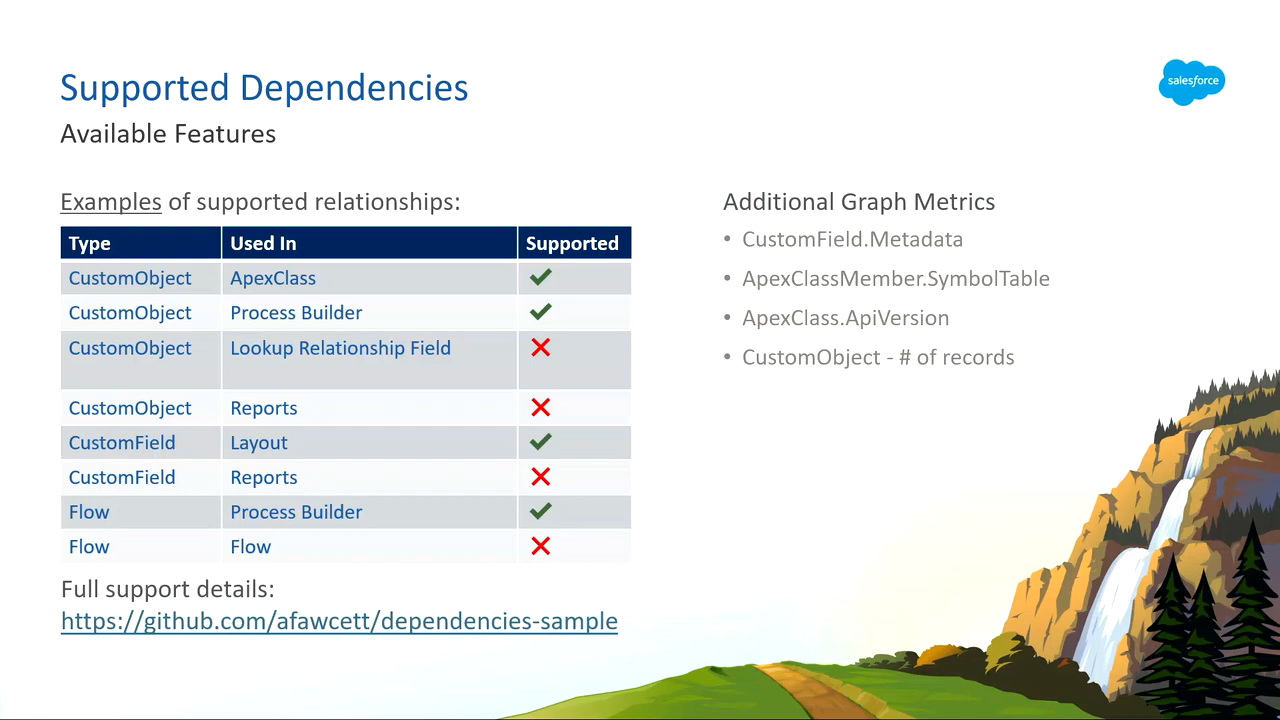 Supported Dependencies
salesforce
Available Features
Examples of supported relationships:
Type Used In Supported
CustomObject ApexClass ✔
CustomObject Process Builder ✔
CustomObject Lookup Relationship Field ❌
CustomObject Reports ❌
CustomField Layout ✔
CustomField Reports ❌
Flow Process Builder ✔
Flow Flow ❌
Full support details:
https://github.com/afawcett/dependencies-sample
Additional Graph Metrics
• CustomField.Metadata
• ApexClassMember.SymbolTable
• ApexClass.ApiVersion
• CustomObject - # of records